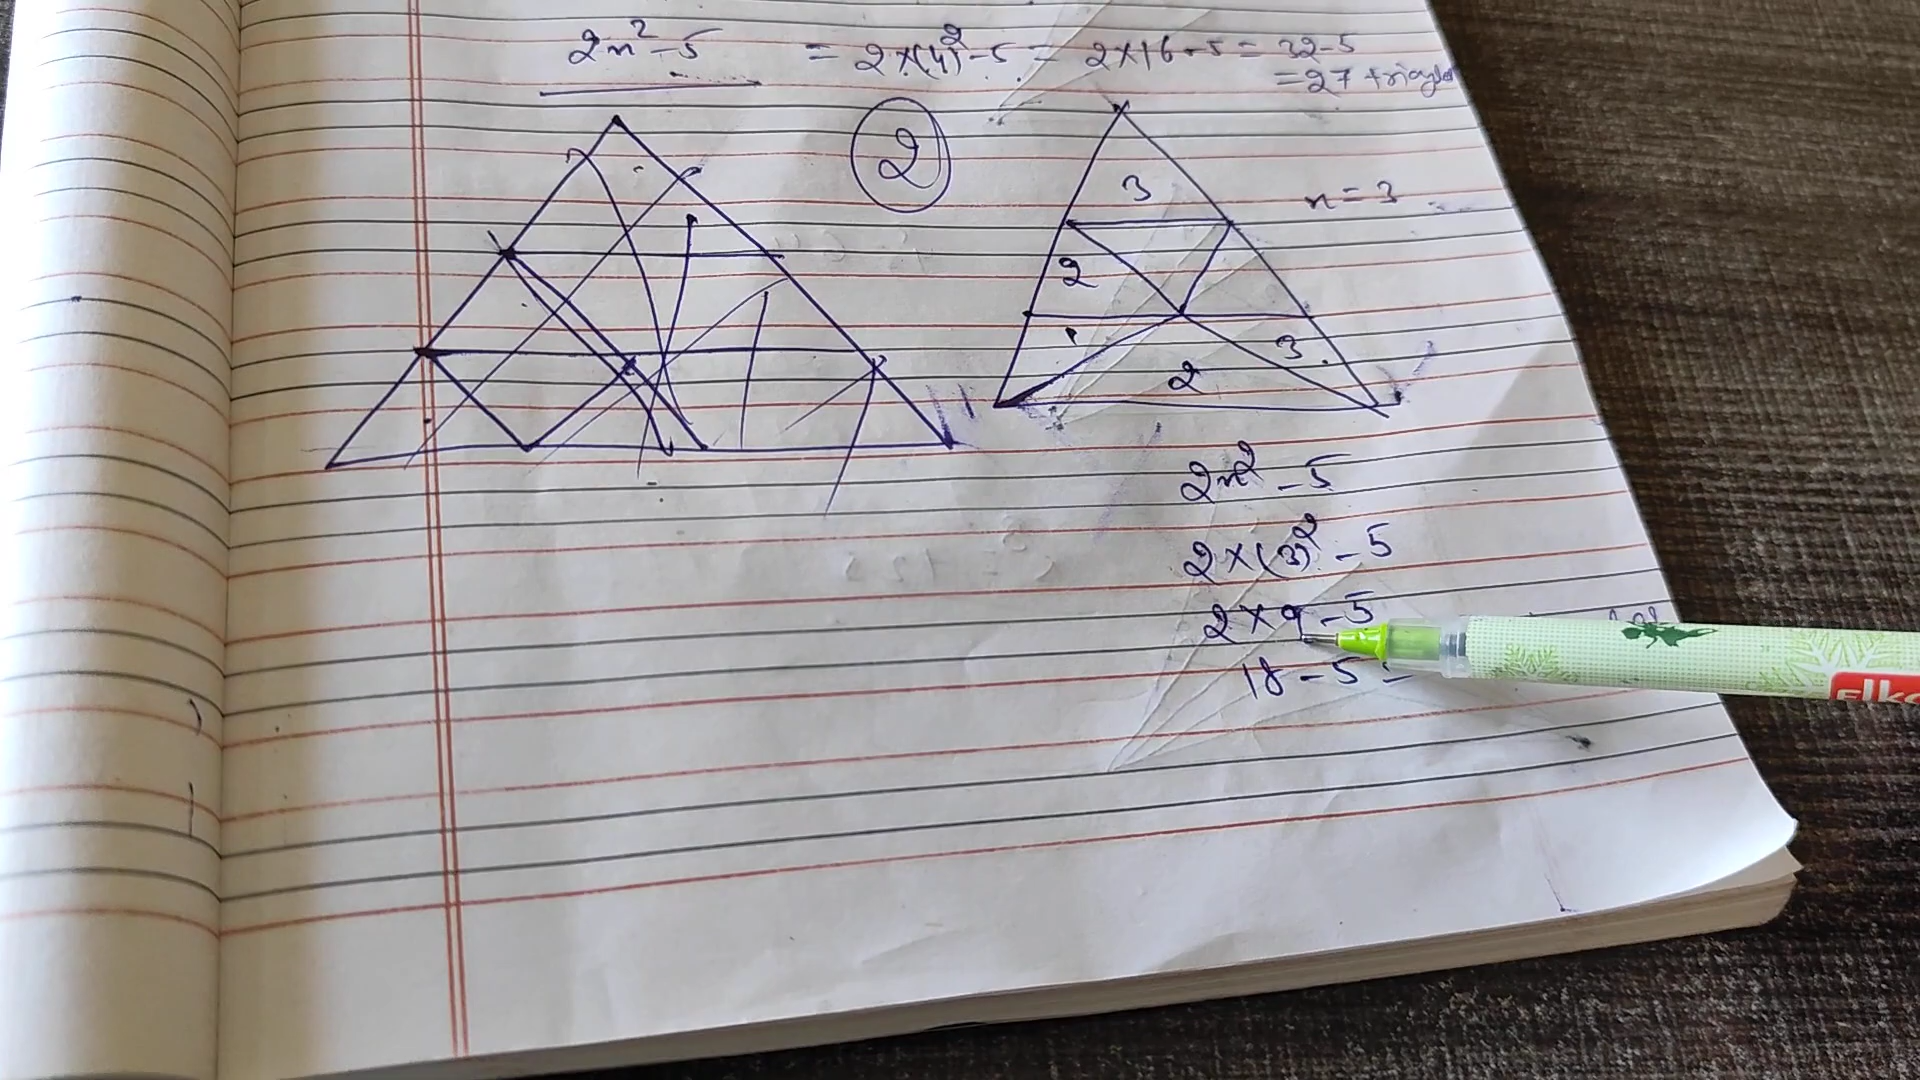 2n² - 5 = 2×(4)² - 5 = 2×16 - 5 = 32 - 5
= 27 triangles
2
3
n = 3
2
1
3
2
2n² - 5
2×(3)² - 5
2×9 - 5
18 - 5 =
Elko